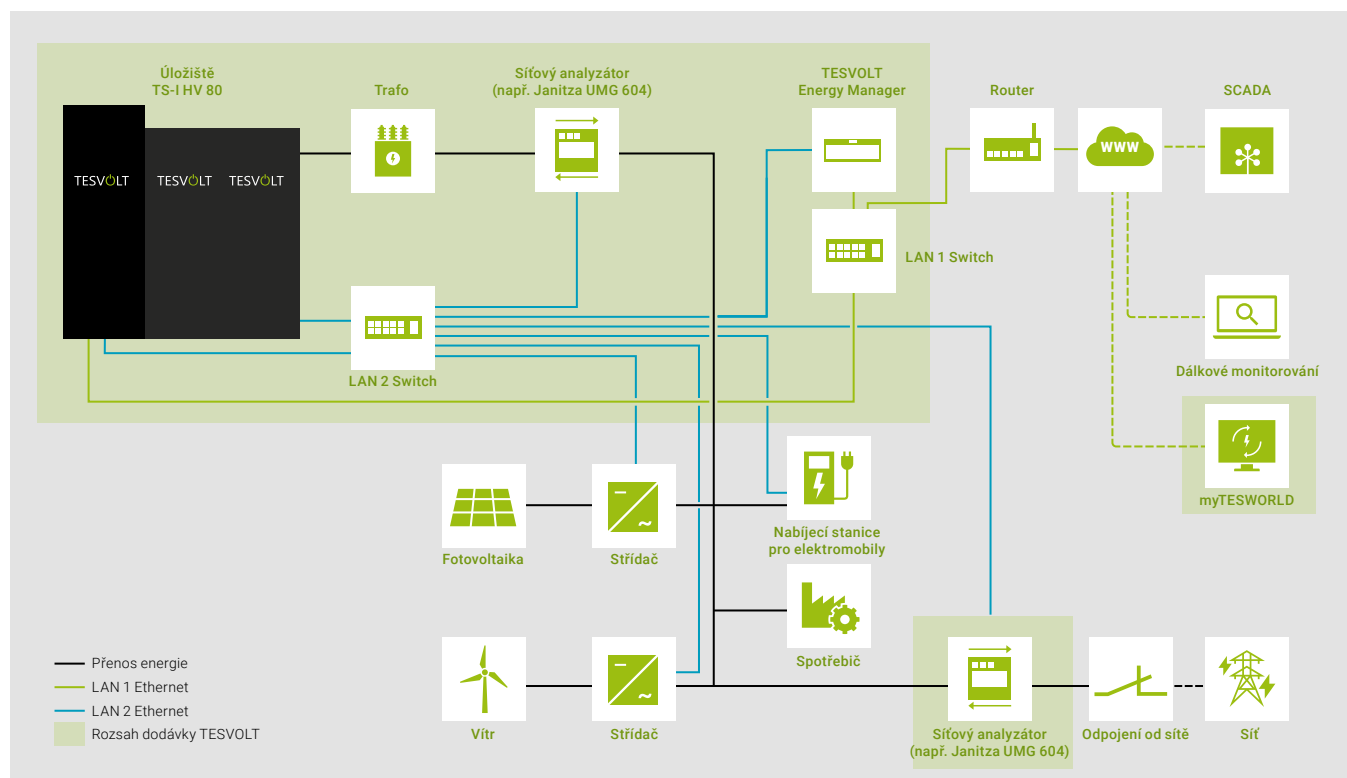 Úložiště
TS-I HV 80
Trafo
Síťový analyzátor
(např. Janitza UMG 604)
TESVOLT
Energy Manager
Router
SCADA
WWW
TESVOLT
TESVOLT
TESVOLT
LAN 1 Switch
LAN 2 Switch
Dálkové monitorování
myTESWORLD
Fotovoltaika
Střídač
Nabíjecí stanice
pro elektromobily
Spotřebič
Přenos energie
LAN 1 Ethernet
LAN 2 Ethernet
Rozsah dodávky TESVOLT
Vítr
Střídač
Síťový analyzátor
(např. Janitza UMG 604)
Odpojení od sítě
Síť